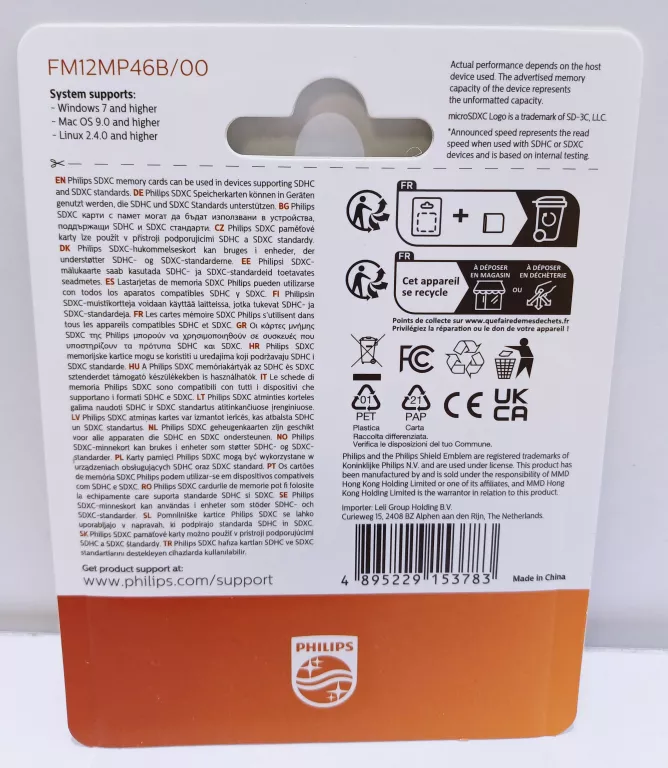 FM12MP46B/00
System supports:
- Windows 7 and higher
- Mac OS 9.0 and higher
- Linux 2.4.0 and higher
Actual performance depends on the host
device used. The advertised memory
capacity of the device represents
the unformatted capacity.
microSDXC Logo is a trademark of SD-3C, LLC.
*Announced speed represents the read
speed when used with SDHC or SDXC
devices and is based on internal testing.
EN Philips SDXC memory cards can be used in devices supporting SDHC
and SDXC standards. DE Philips SDXC Speicherkarten können in Geräten
genutzt werden, die SDHC und SDXC Standards unterstützen. BG Philips
SDXC карти с памет могат да бъдат използвани в устройства,
поддържащи SDHC и SDXC стандарти. CZ Philips SDXC paměťové
karty lze použít v přístroji podporujícimi SDHC a SDXC standardy.
DK Philips SDXC-hukommelseskort kan bruges i enheder, der
understøtter SDHC- og SDXC-standarderne. EE Philipsi SDXC-
mälukaarte saab kasutada SDHC- ja SDXC-standardeid toetavates
seadmetes. ES Lastarjetas de memoria SDXC Philips pueden utilizarse
con todos los aparatos compatibles SDHC y SDXC. FI Philipsin
SDXC-muistikortteja voidaan käyttää laitteissa, jotka tukevat SDHC- ja
SDXC-standardeja. FR Les cartes mémoire SDXC Philips s'utilisent dans
tous les appareils compatibles SDHC et SDXC. GR Οι κάρτες μνήμης
SDXC της Philips μπορούν να χρησιμοποιηθούν σε συσκευές που
υποστηρίζουν τα πρότυπα SDHC και SDXC. HR Philips SDXC
memorijske kartice mogu se koristiti u uredajima koji podržavaju SDHC i
SDXC standarde. HU A Philips SDXC memóriakártyák az SDHC és SDXC
sztenderdet támogató készülékekben is használhatók. IT Le schede di
memoria Philips SDXC sono compatibili con tutti i dispositivi che
supportano i formati SDHC e SDXC. LT Philips SDXC atminties korteles
galima naudoti SDHC ir SDXC standartus atitinkančiuose įrenginiuose.
LV Philips SDXC atmiņas kartes var izmantot ierīcēs, kas atbalsta SDHC
un SDXC standartus. NL Philips SDXC geheugenkaarten zijn geschikt
voor alle apparaten die SDHC en SDXC ondersteunen. NO Philips
SDXC-minnekort kan brukes i enheter som støtter SDHC- og SDXC-
standarder. PL Karty pamięci Philips SDXC mogą być wykorzystane w
urządzeniach obsługujących SDHC oraz SDXC standard. PT Os cartões
de memória SDXC Philips podem utilizar-se em dispositivos compatíveis
com SDHC e SDXC. RO Philips SDXC cardurile de memorie pot fi folosite
la echipamente care suporta standarde SDHC si SDXC. SE Philips
SDXC-minneskort kan användas i enheter som stöder SDHC- och
SDXC-standarder. SL Pomnilniške kartice Philips SDXC se lahko
uporabljajo v napravah, ki podpirajo standarda SDHC in SDXC.
SK Philips SDXC pamäťové karty možno použiť v prístroji podporujúcimi
SDHC a SDXC štandardy. TR Philips SDXC hafıza kartları SDHC ve SDXC
standartlarını destekleyen cihazlarda kullanılabilir.
Get product support at:
www.philips.com/support
FR
+
FR
Cet appareil
se recycle
À DÉPOSER
EN MAGASIN
OU
À DÉPOSER
EN DÉCHÈTERIE
Points de collecte sur www.quefairedemesdechets.fr
Privilégiez la réparation ou le don de votre appareil !
FC
01
PET
21
PAP
CE
UK
CA
Plastica Carta
Raccolta differenziata.
Verifica le disposizioni del tuo Comune.
Philips and the Philips Shield Emblem are registered trademarks of
Koninklijke Philips N.V. and are used under license. This product has
been manufactured by and is sold under the responsibility of MMD
Hong Kong Holding Limited or one of its affiliates, and MMD Hong
Kong Holding Limited is the warrantor in relation to this product.
Importer: Lell Group Holding B.V.
Curieweg 15, 2408 BZ Alphen aan den Rijn, The Netherlands.
4 895229 153783
Made in China
PHILIPS